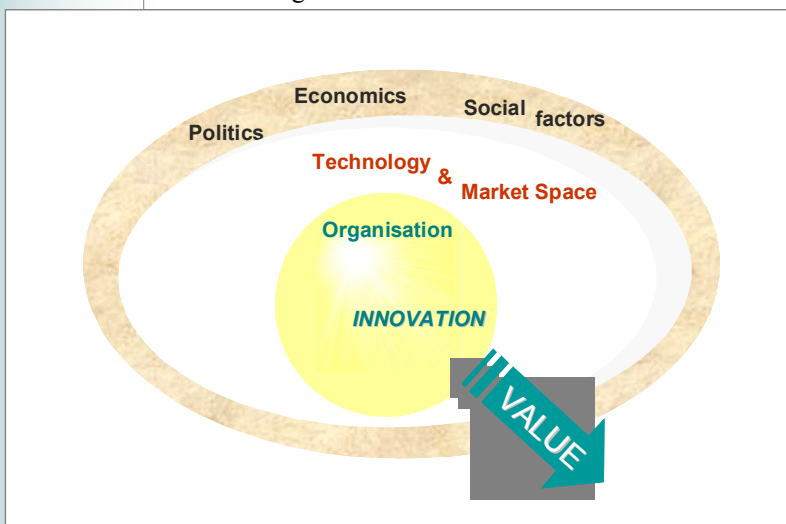 Economics
Social factors
Politics
Technology
&
Market Space
Organisation
INNOVATION
VALUE